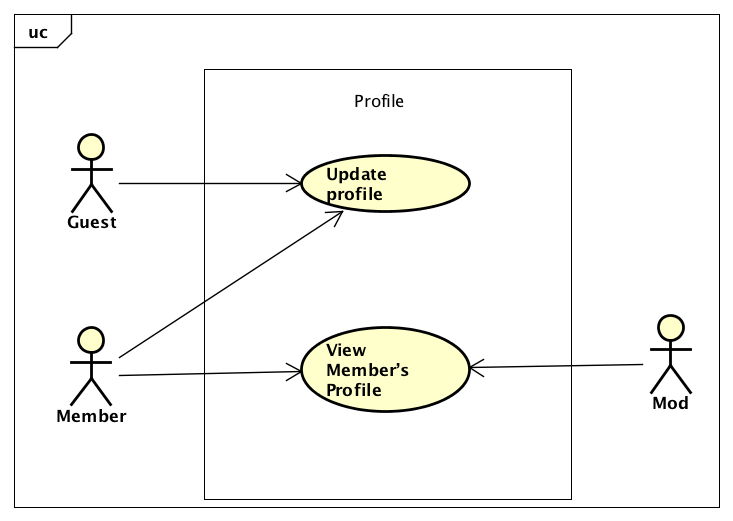 uc
Profile
Update
profile
Guest
View
Member's
Profile
Member
Mod